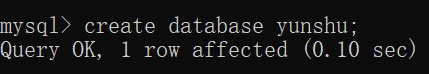 mysql> create database yunshu;
Query OK, 1 row affected (0.10 sec)